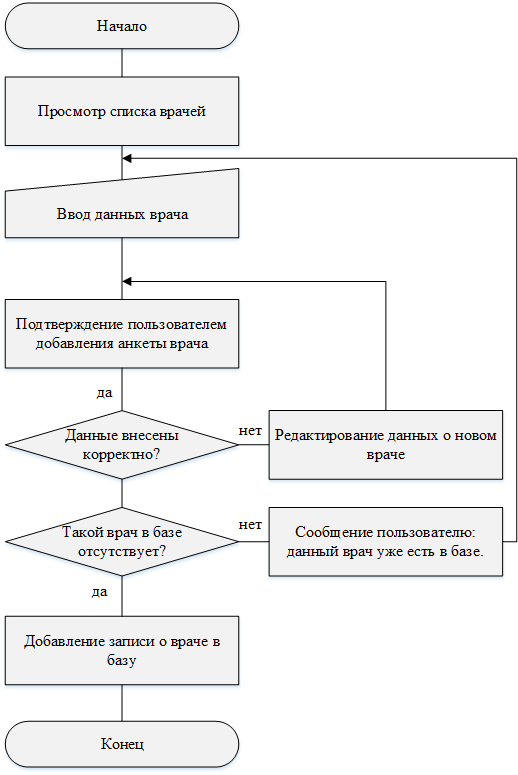 Начало
Просмотр списка врачей
Ввод данных врача
Подтверждение пользователем
добавления анкеты врача
да
Данные внесены
корректно?
нет
Редактирование данных о новом
враче
Такой врач в базе
отсутствует?
нет
Сообщение пользователю:
данный врач уже есть в базе.
да
Добавление записи о враче в
базу
Конец